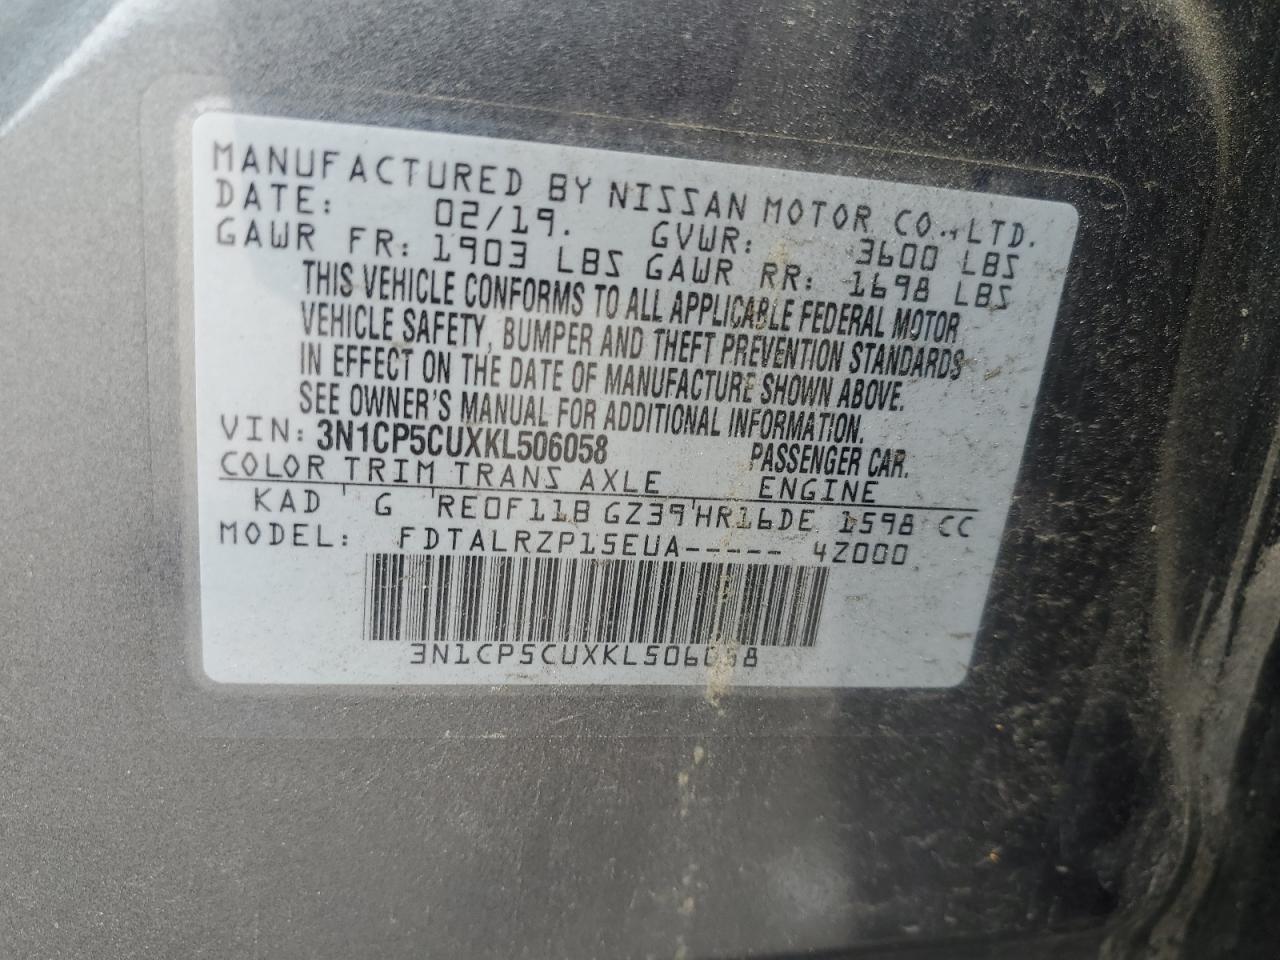 MANUFACTURED BY NISSAN MOTOR CO., LTD.
DATE: 02/19. GVWR: 3600 LBS
GAWR FR: 1903 LBS GAWR RR: 1698 LBS
THIS VEHICLE CONFORMS TO ALL APPLICABLE FEDERAL MOTOR
VEHICLE SAFETY, BUMPER AND THEFT PREVENTION STANDARDS
IN EFFECT ON THE DATE OF MANUFACTURE SHOWN ABOVE.
SEE OWNER'S MANUAL FOR ADDITIONAL INFORMATION.
VIN: 3N1CP5CUXKL506058 PASSENGER CAR.
COLOR TRIM TRANS AXLE ENGINE
KAD G RE0F11B GZ39 HR16DE 1598 CC
MODEL: FDTALRZP15EUA----- 4Z000
3N1CP5CUXKL506058